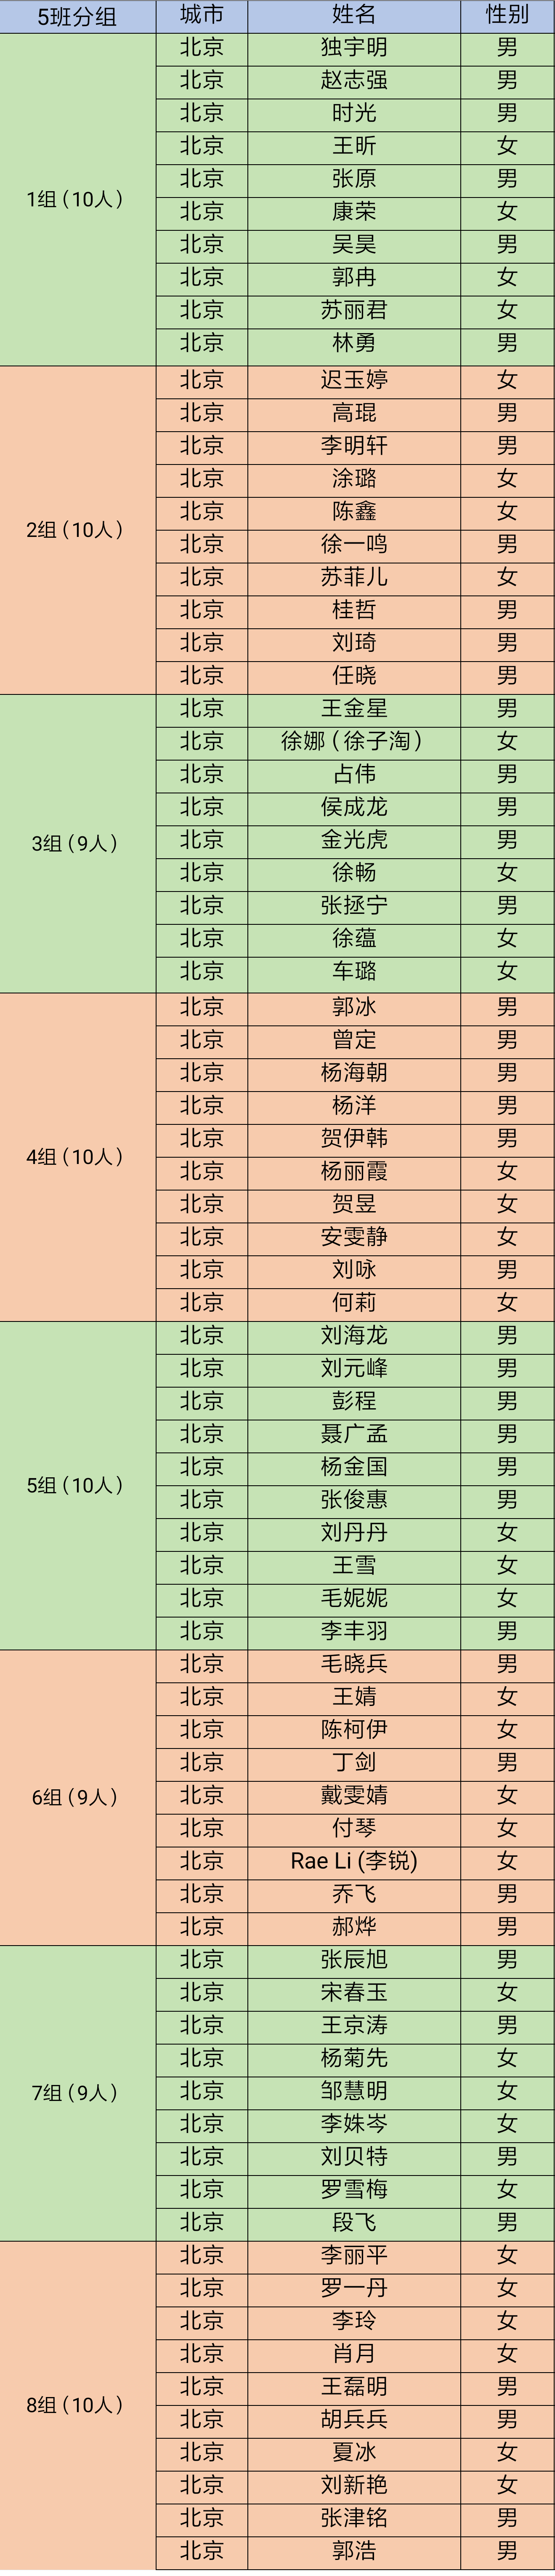 5班分组 城市 姓名 性别
北京 独宇明 男
北京 赵志强 男
北京 时光 男
北京 王昕 女
北京 张原 男
1组（10人）
北京 康荣 女
北京 吴昊 男
北京 郭冉 女
北京 苏丽君 女
北京 林勇 男
北京 迟玉婷 女
北京 高琨 男
北京 李明轩 男
北京 涂璐 女
北京 陈鑫 女
2组（10人）
北京 徐一鸣 男
北京 苏菲儿 女
北京 桂哲 男
北京 刘琦 男
北京 任晓 男
北京 王金星 男
北京 徐娜（徐子淘） 女
北京 占伟 男
北京 侯成龙 男
3组（9人） 北京 金光虎 男
北京 徐畅 女
北京 张拯宁 男
北京 徐蕴 女
北京 车璐 女
北京 郭冰 男
北京 曾定 男
北京 杨海朝 男
北京 杨洋 男
北京 贺伊韩 男
4组（10人）
北京 杨丽霞 女
北京 贺昱 女
北京 安雯静 女
北京 刘咏 男
北京 何莉 女
北京 刘海龙 男
北京 刘元峰 男
北京 彭程 男
北京 聂广孟 男
北京 杨金国 男
5组（10人）
北京 张俊惠 男
北京 刘丹丹 女
北京 王雪 女
北京 毛妮妮 女
北京 李丰羽 男
北京 毛晓兵 男
北京 王婧 女
北京 陈柯伊 女
北京 丁剑 男
6组（9人） 北京 戴雯婧 女
北京 付琴 女
北京 Rae Li (李锐) 女
北京 乔飞 男
北京 郝烨 男
北京 张辰旭 男
北京 宋春玉 女
北京 王京涛 男
北京 杨菊先 女
7组（9人） 北京 邹慧明 女
北京 李姝岑 女
北京 刘贝特 男
北京 罗雪梅 女
北京 段飞 男
北京 李丽平 女
北京 罗一丹 女
北京 李玲 女
北京 肖月 女
北京 王磊明 男
8组（10人）
北京 胡兵兵 男
北京 夏冰 女
北京 刘新艳 女
北京 张津铭 男
北京 郭浩 男